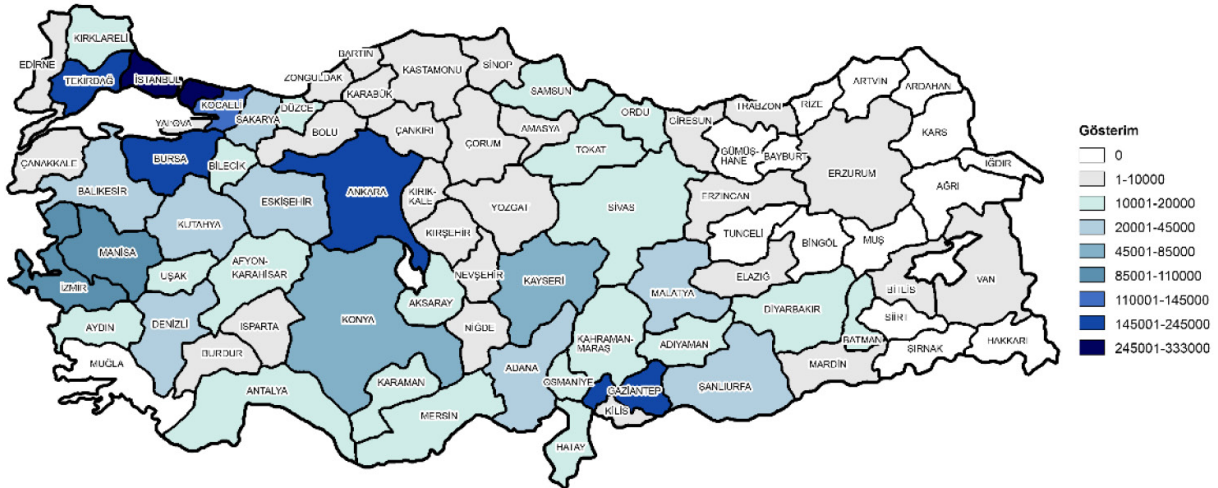 KIRKLARELİ
EDİRNE
TEKİRDAĞ
İSTANBUL
KOCAELİ
YALOVA
SAKARYA
DÜZCE
ZONGULDAK
BARTIN
KARABÜK
KASTAMONU
SİNOP
SAMSUN
ORDU
GİRESUN
TRABZON
RİZE
ARTVİN
ARDAHAN
KARS
IĞDIR
AĞRI
ÇANAKKALE
BURSA
BİLECİK
BOLU
ÇANKIRI
ÇORUM
AMASYA
TOKAT
GÜMÜŞ-
HANE
BAYBURT
ERZURUM
ERZİNCAN
BALIKESİR
KÜTAHYA
ESKİŞEHİR
ANKARA
KIRIK-
KALE
YOZGAT
SİVAS
TUNCELİ
BİNGÖL
MUŞ
KIRŞEHİR
MANİSA
İZMİR
UŞAK
AFYON-
KARAHİSAR
NEVŞEHİR
KAYSERİ
MALATYA
ELAZIĞ
BİTLİS
VAN
AKSARAY
AYDIN
DENİZLİ
ISPARTA
KONYA
NİĞDE
KAHRAMAN-
MARAŞ
ADIYAMAN
DİYARBAKIR
BATMAN
SİİRT
ŞIRNAK
HAKKARİ
MUĞLA
BURDUR
ANTALYA
KARAMAN
MERSİN
ADANA
OSMANİYE
GAZİANTEP
KİLİS
ŞANLIURFA
MARDİN
HATAY
Gösterim
0
1-10000
10001-20000
20001-45000
45001-85000
85001-110000
110001-145000
145001-245000
245001-333000